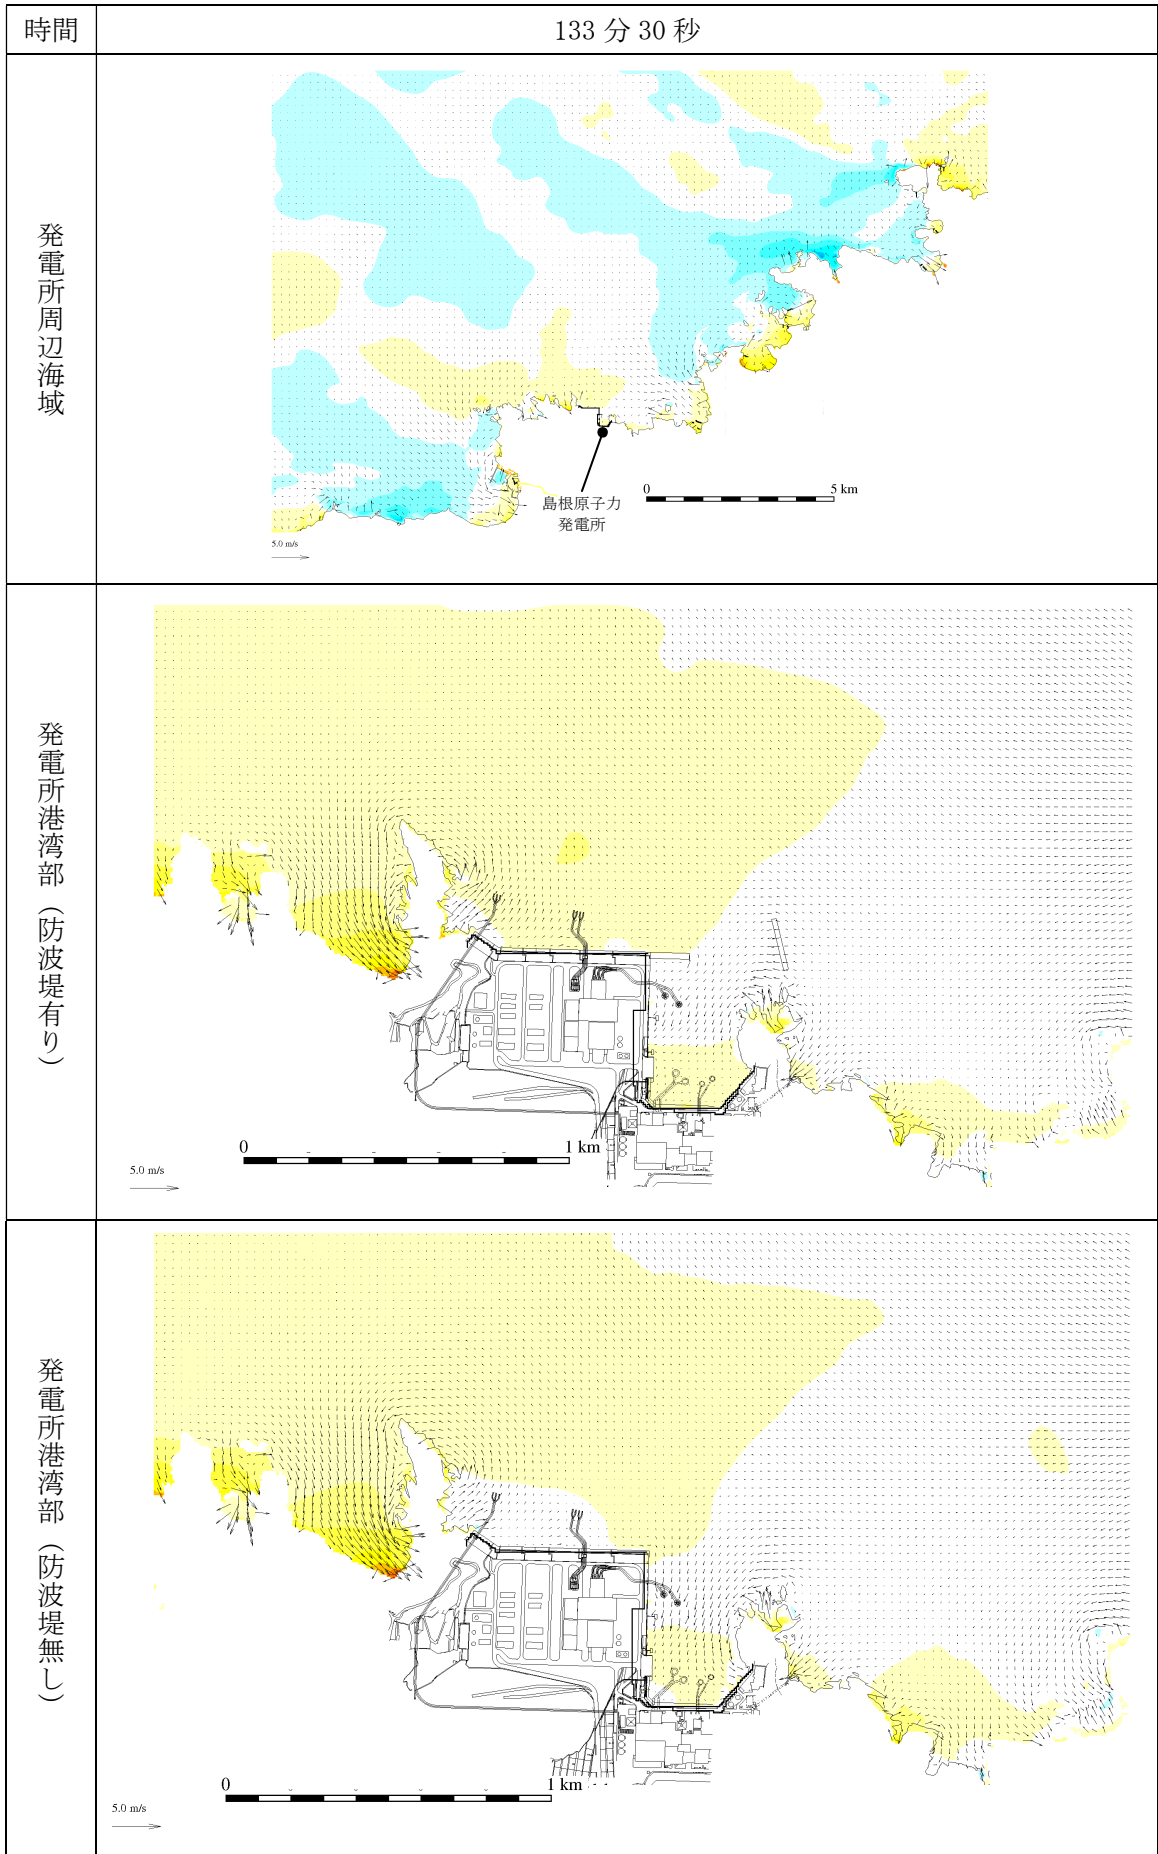 時間
133 分 30 秒
発電所周辺海域
島根原子力
発電所
0
5 km
5.0 m/s
発電所港湾部（防波堤有り）
0
1 km
5.0 m/s
発電所港湾部（防波堤無し）
0
1 km
5.0 m/s